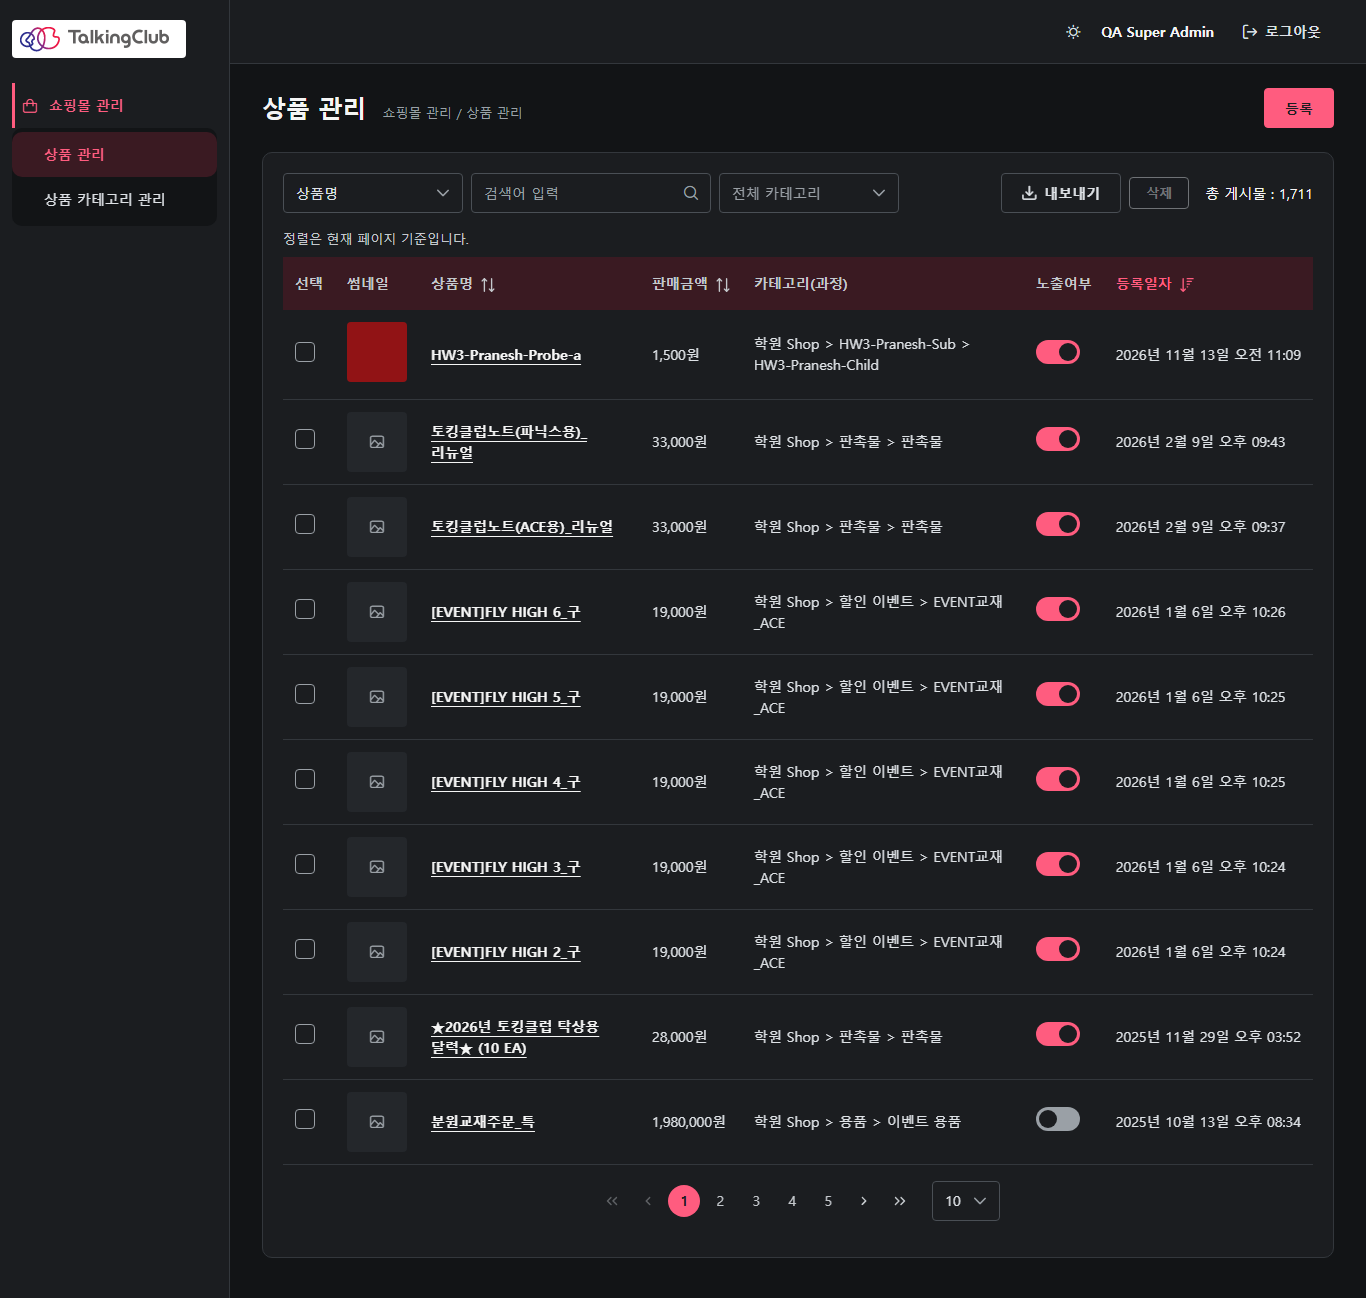 TalkingClub
QA Super Admin
로그아웃
쇼핑몰 관리
상품 관리
상품 카테고리 관리
상품 관리
쇼핑몰 관리 / 상품 관리
등록
상품명
검색어 입력
전체 카테고리
내보내기
삭제
총 게시물 : 1,711
정렬은 현재 페이지 기준입니다.
선택 썸네일 상품명 판매금액 카테고리(과정) 노출여부 등록일자
HW3-Pranesh-Probe-a
1,500원
학원 Shop > HW3-Pranesh-Sub >
HW3-Pranesh-Child
2026년 11월 13일 오전 11:09
토킹클럽노트(파닉스용)_
리뉴얼
33,000원
학원 Shop > 판촉물 > 판촉물
2026년 2월 9일 오후 09:43
토킹클럽노트(ACE용)_리뉴얼
33,000원
학원 Shop > 판촉물 > 판촉물
2026년 2월 9일 오후 09:37
[EVENT]FLY HIGH 6_구
19,000원
학원 Shop > 할인 이벤트 > EVENT교재
_ACE
2026년 1월 6일 오후 10:26
[EVENT]FLY HIGH 5_구
19,000원
학원 Shop > 할인 이벤트 > EVENT교재
_ACE
2026년 1월 6일 오후 10:25
[EVENT]FLY HIGH 4_구
19,000원
학원 Shop > 할인 이벤트 > EVENT교재
_ACE
2026년 1월 6일 오후 10:25
[EVENT]FLY HIGH 3_구
19,000원
학원 Shop > 할인 이벤트 > EVENT교재
_ACE
2026년 1월 6일 오후 10:24
[EVENT]FLY HIGH 2_구
19,000원
학원 Shop > 할인 이벤트 > EVENT교재
_ACE
2026년 1월 6일 오후 10:24
★2026년 토킹클럽 탁상용
달력★ (10 EA)
28,000원
학원 Shop > 판촉물 > 판촉물
2025년 11월 29일 오후 03:52
분원교재주문_특
1,980,000원
학원 Shop > 용품 > 이벤트 용품
2025년 10월 13일 오후 08:34
« ‹ 1 2 3 4 5 › » 10